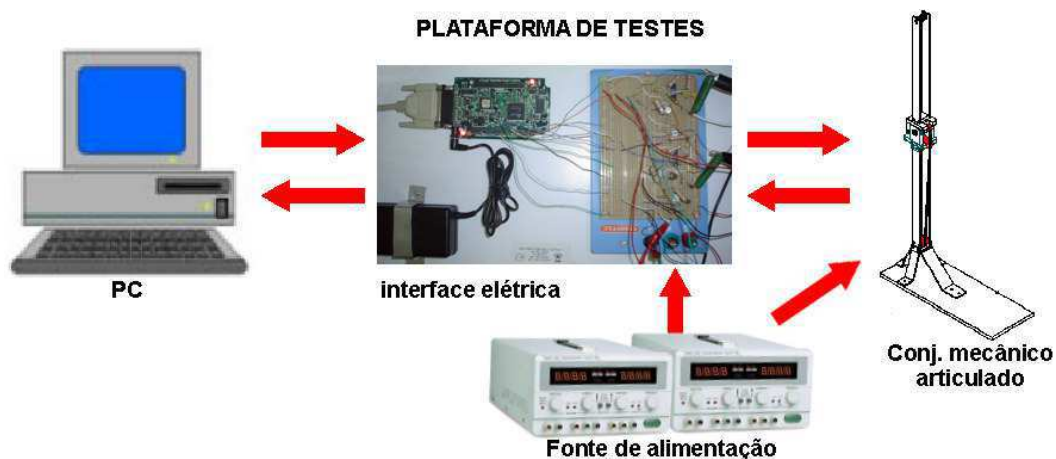 PLATAFORMA DE TESTES
PC
interface elétrica
Conj. mecânico
articulado
Fonte de alimentação